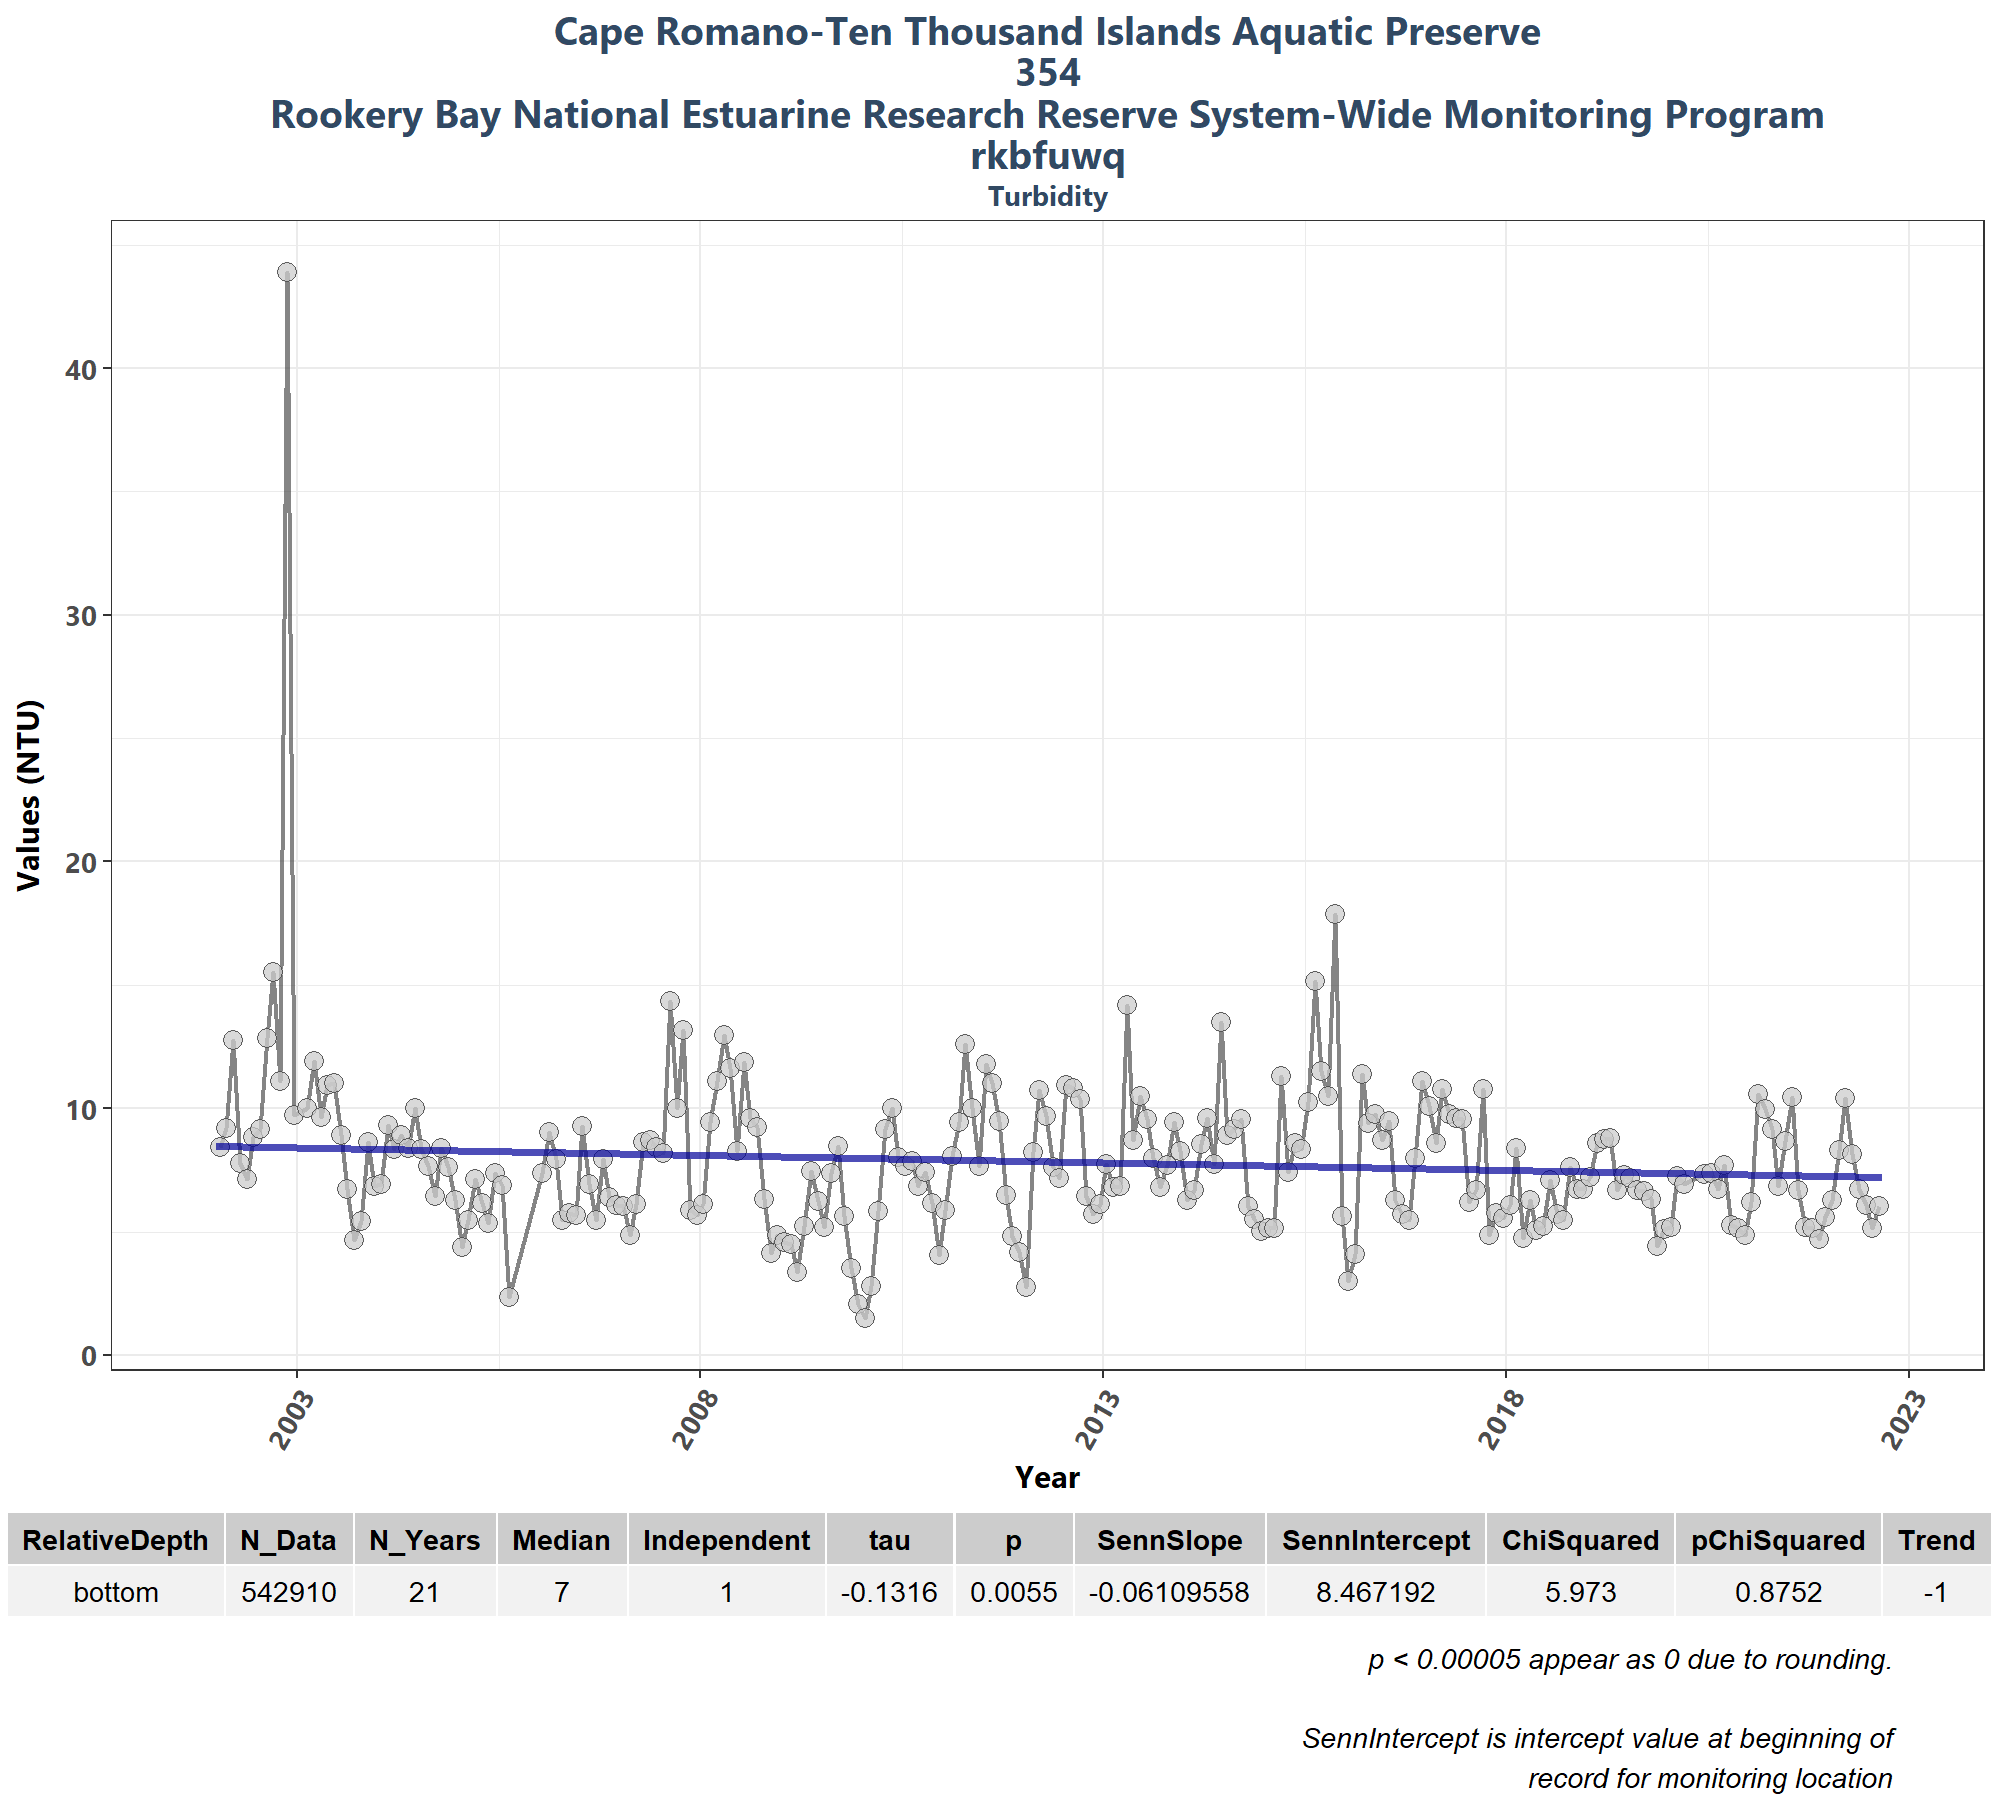 Cape Romano-Ten Thousand Islands Aquatic Preserve
354
Rookery Bay National Estuarine Research Reserve System-Wide Monitoring Program
rkbfuwq
Turbidity
Values (NTU)
40
30
20
10
0
2003 2008 2013 2018 2023
Year
RelativeDepth N_Data N_Years Median Independent tau p SennSlope SennIntercept ChiSquared pChiSquared Trend
bottom 542910 21 7 1 -0.1316 0.0055 -0.06109558 8.467192 5.973 0.8752 -1
p < 0.00005 appear as 0 due to rounding.
SennIntercept is intercept value at beginning of
record for monitoring location